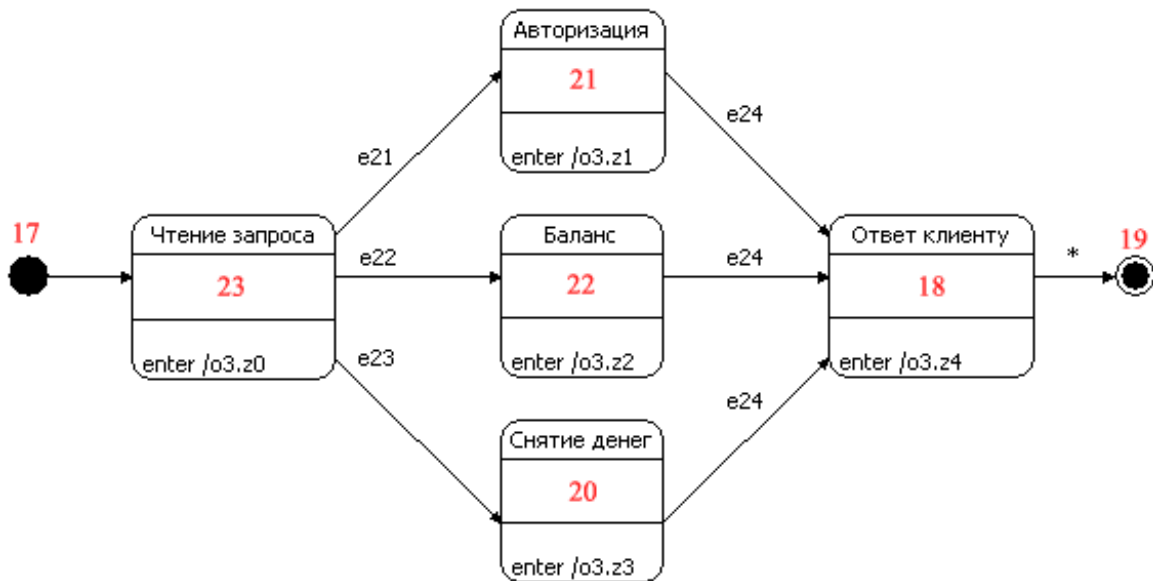 Авторизация
21
enter /o3.z1
e21
e24
17
Чтение запроса
23
enter /o3.z0
e22
Баланс
22
enter /o3.z2
e24
Ответ клиенту
18
enter /o3.z4
*
19
e23
e24
Снятие денег
20
enter /o3.z3